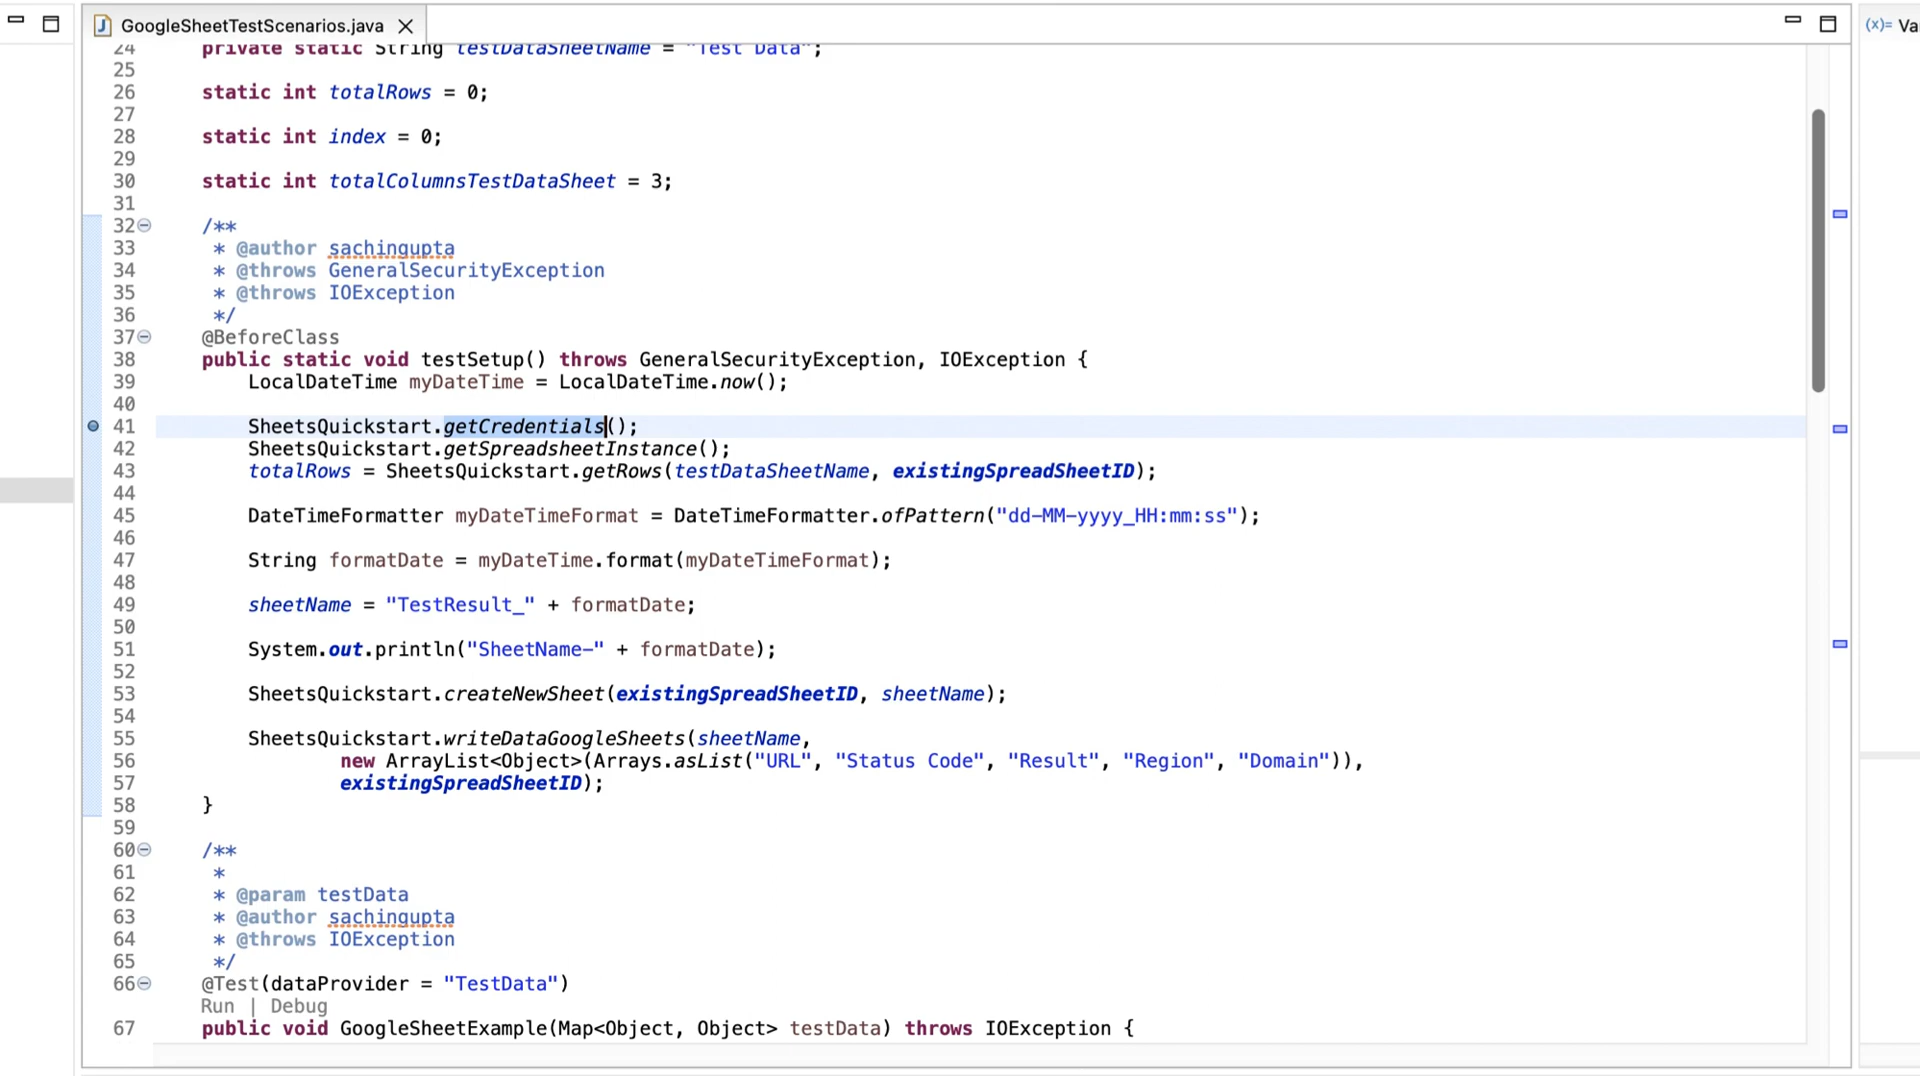 GoogleSheetTestScenarios.java
(x)= Va
24 private static String testDataSheetName = "Test Data";
25
26 static int totalRows = 0;
27
28 static int index = 0;
29
30 static int totalColumnsTestDataSheet = 3;
31
32 /**
33 * @author sachingupta
34 * @throws GeneralSecurityException
35 * @throws IOException
36 */
37 @BeforeClass
38 public static void testSetup() throws GeneralSecurityException, IOException {
39 LocalDateTime myDateTime = LocalDateTime.now();
40
41 SheetsQuickstart.getCredentials();
42 SheetsQuickstart.getSpreadsheetInstance();
43 totalRows = SheetsQuickstart.getRows(testDataSheetName, existingSpreadSheetID);
44
45 DateTimeFormatter myDateTimeFormat = DateTimeFormatter.ofPattern("dd-MM-yyyy_HH:mm:ss");
46
47 String formatDate = myDateTime.format(myDateTimeFormat);
48
49 sheetName = "TestResult_" + formatDate;
50
51 System.out.println("SheetName-" + formatDate);
52
53 SheetsQuickstart.createNewSheet(existingSpreadSheetID, sheetName);
54
55 SheetsQuickstart.writeDataGoogleSheets(sheetName,
56 new ArrayList<Object>(Arrays.asList("URL", "Status Code", "Result", "Region", "Domain")),
57 existingSpreadSheetID);
58 }
59
60 /**
61 *
62 * @param testData
63 * @author sachingupta
64 * @throws IOException
65 */
66 @Test(dataProvider = "TestData")
Run | Debug
67 public void GoogleSheetExample(Map<Object, Object> testData) throws IOException {